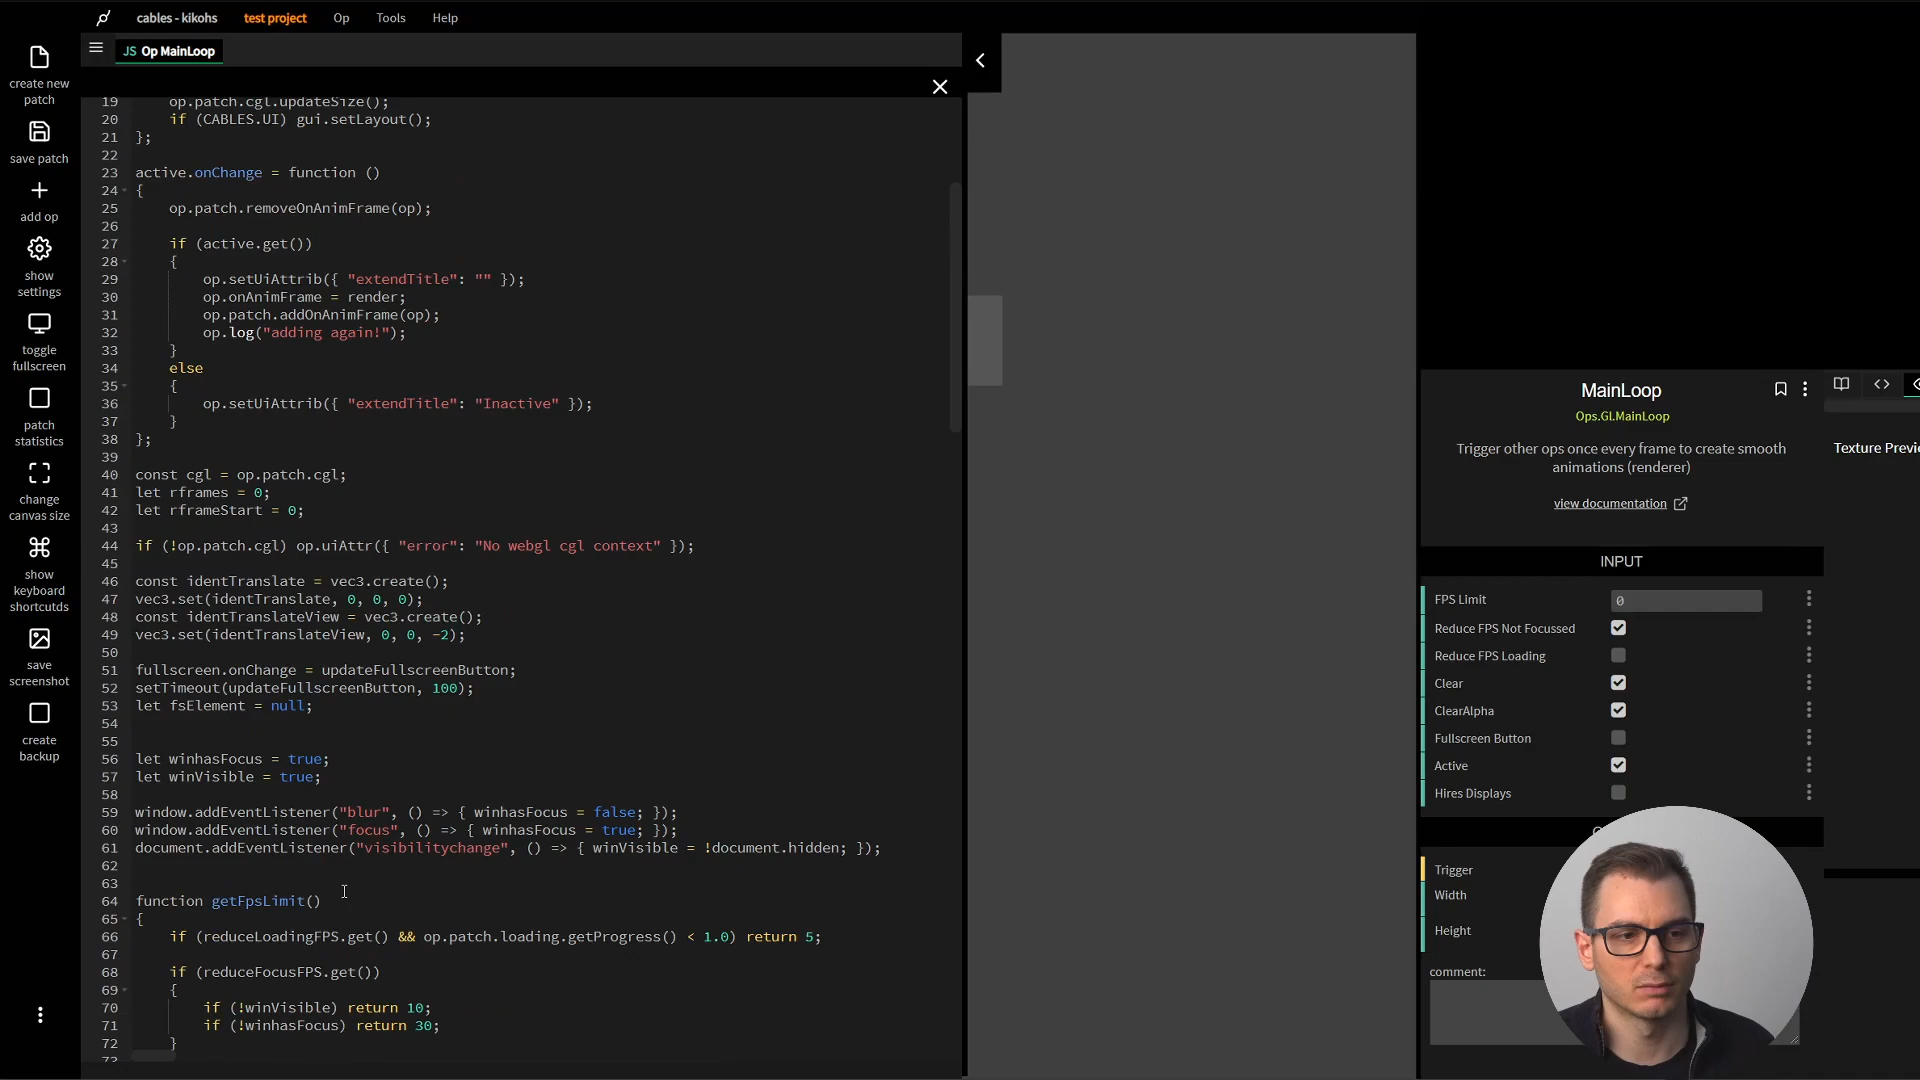 cables - kikohs
test project
Op
Tools
Help
JS Op MainLoop
create new
patch
save patch
add op
show
settings
toggle
fullscreen
patch
statistics
change
canvas size
show
keyboard
shortcutds
save
screenshot
create
backup
19 op.patch.cgl.updateSize();
20 if (CABLES.UI) gui.setLayout();
21 };
22
23 active.onChange = function ()
24 {
25 op.patch.removeOnAnimFrame(op);
26
27 if (active.get())
28 {
29 op.setUiAttrib({ "extendTitle": "" });
30 op.onAnimFrame = render;
31 op.patch.addOnAnimFrame(op);
32 op.log("adding again!");
33 }
34 else
35 {
36 op.setUiAttrib({ "extendTitle": "Inactive" });
37 }
38 };
39
40 const cgl = op.patch.cgl;
41 let rframes = 0;
42 let rframeStart = 0;
43
44 if (!op.patch.cgl) op.uiAttr({ "error": "No webgl cgl context" });
45
46 const identTranslate = vec3.create();
47 vec3.set(identTranslate, 0, 0, 0);
48 const identTranslateView = vec3.create();
49 vec3.set(identTranslateView, 0, 0, -2);
50
51 fullscreen.onChange = updateFullscreenButton;
52 setTimeout(updateFullscreenButton, 100);
53 let fsElement = null;
54
55
56 let winhasFocus = true;
57 let winVisible = true;
58
59 window.addEventListener("blur", () => { winhasFocus = false; });
60 window.addEventListener("focus", () => { winhasFocus = true; });
61 document.addEventListener("visibilitychange", () => { winVisible = !document.hidden; });
62
63
64 function getFpsLimit()
65 {
66 if (reduceLoadingFPS.get() && op.patch.loading.getProgress() < 1.0) return 5;
67
68 if (reduceFocusFPS.get())
69 {
70 if (!winVisible) return 10;
71 if (!winhasFocus) return 30;
72 }
73
MainLoop
Ops.Gl.MainLoop
Trigger other ops once every frame to create smooth
animations (renderer)
view documentation
INPUT
FPS Limit 0
Reduce FPS Not Focussed
Reduce FPS Loading
Clear
ClearAlpha
Fullscreen Button
Active
Hires Displays
Trigger
Width
Height
comment:
Texture Previe